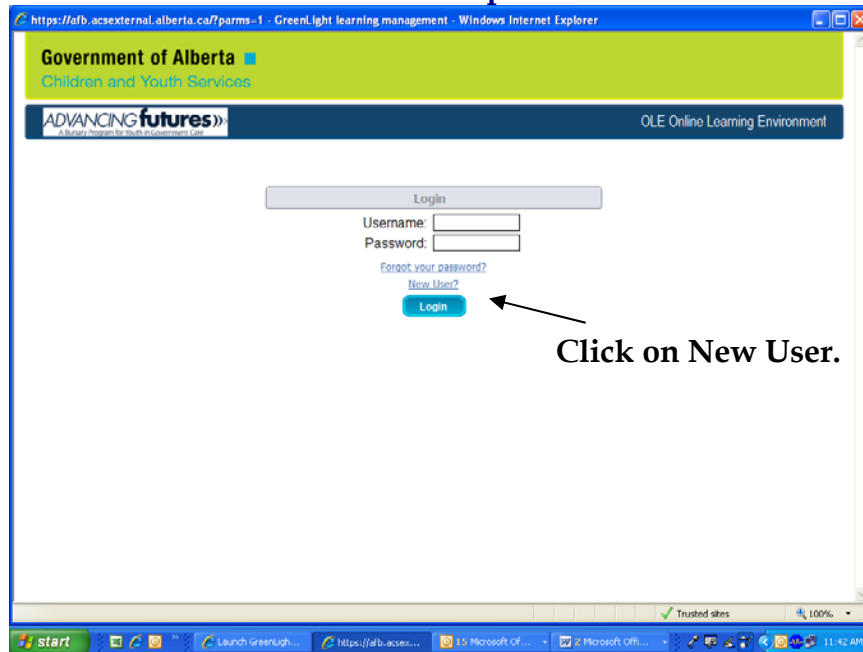 https://afb.acsexternal.alberta.ca/?parms=1 - GreenLight learning management - Windows Internet Explorer
Government of Alberta
Children and Youth Services
ADVANCING futures
A Bursary Program for Youth in Government Care
OLE Online Learning Environment
Login
Username:
Password:
Forgot your password?
New User?
Login
Click on New User.
Trusted sites
100%
start
Launch GreenLigh...
https://afb.acsex...
15 Microsoft Of...
2 Microsoft Offi...
11:42 AM